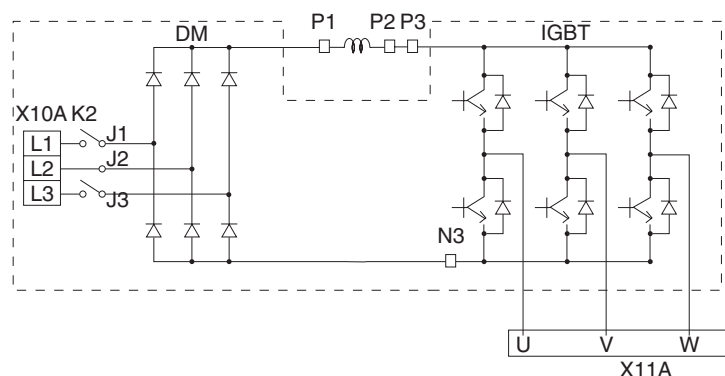 P1 P2 P3
DM IGBT
X10A K2
L1 J1
L2 J2
L3 J3
N3
U V W
X11A